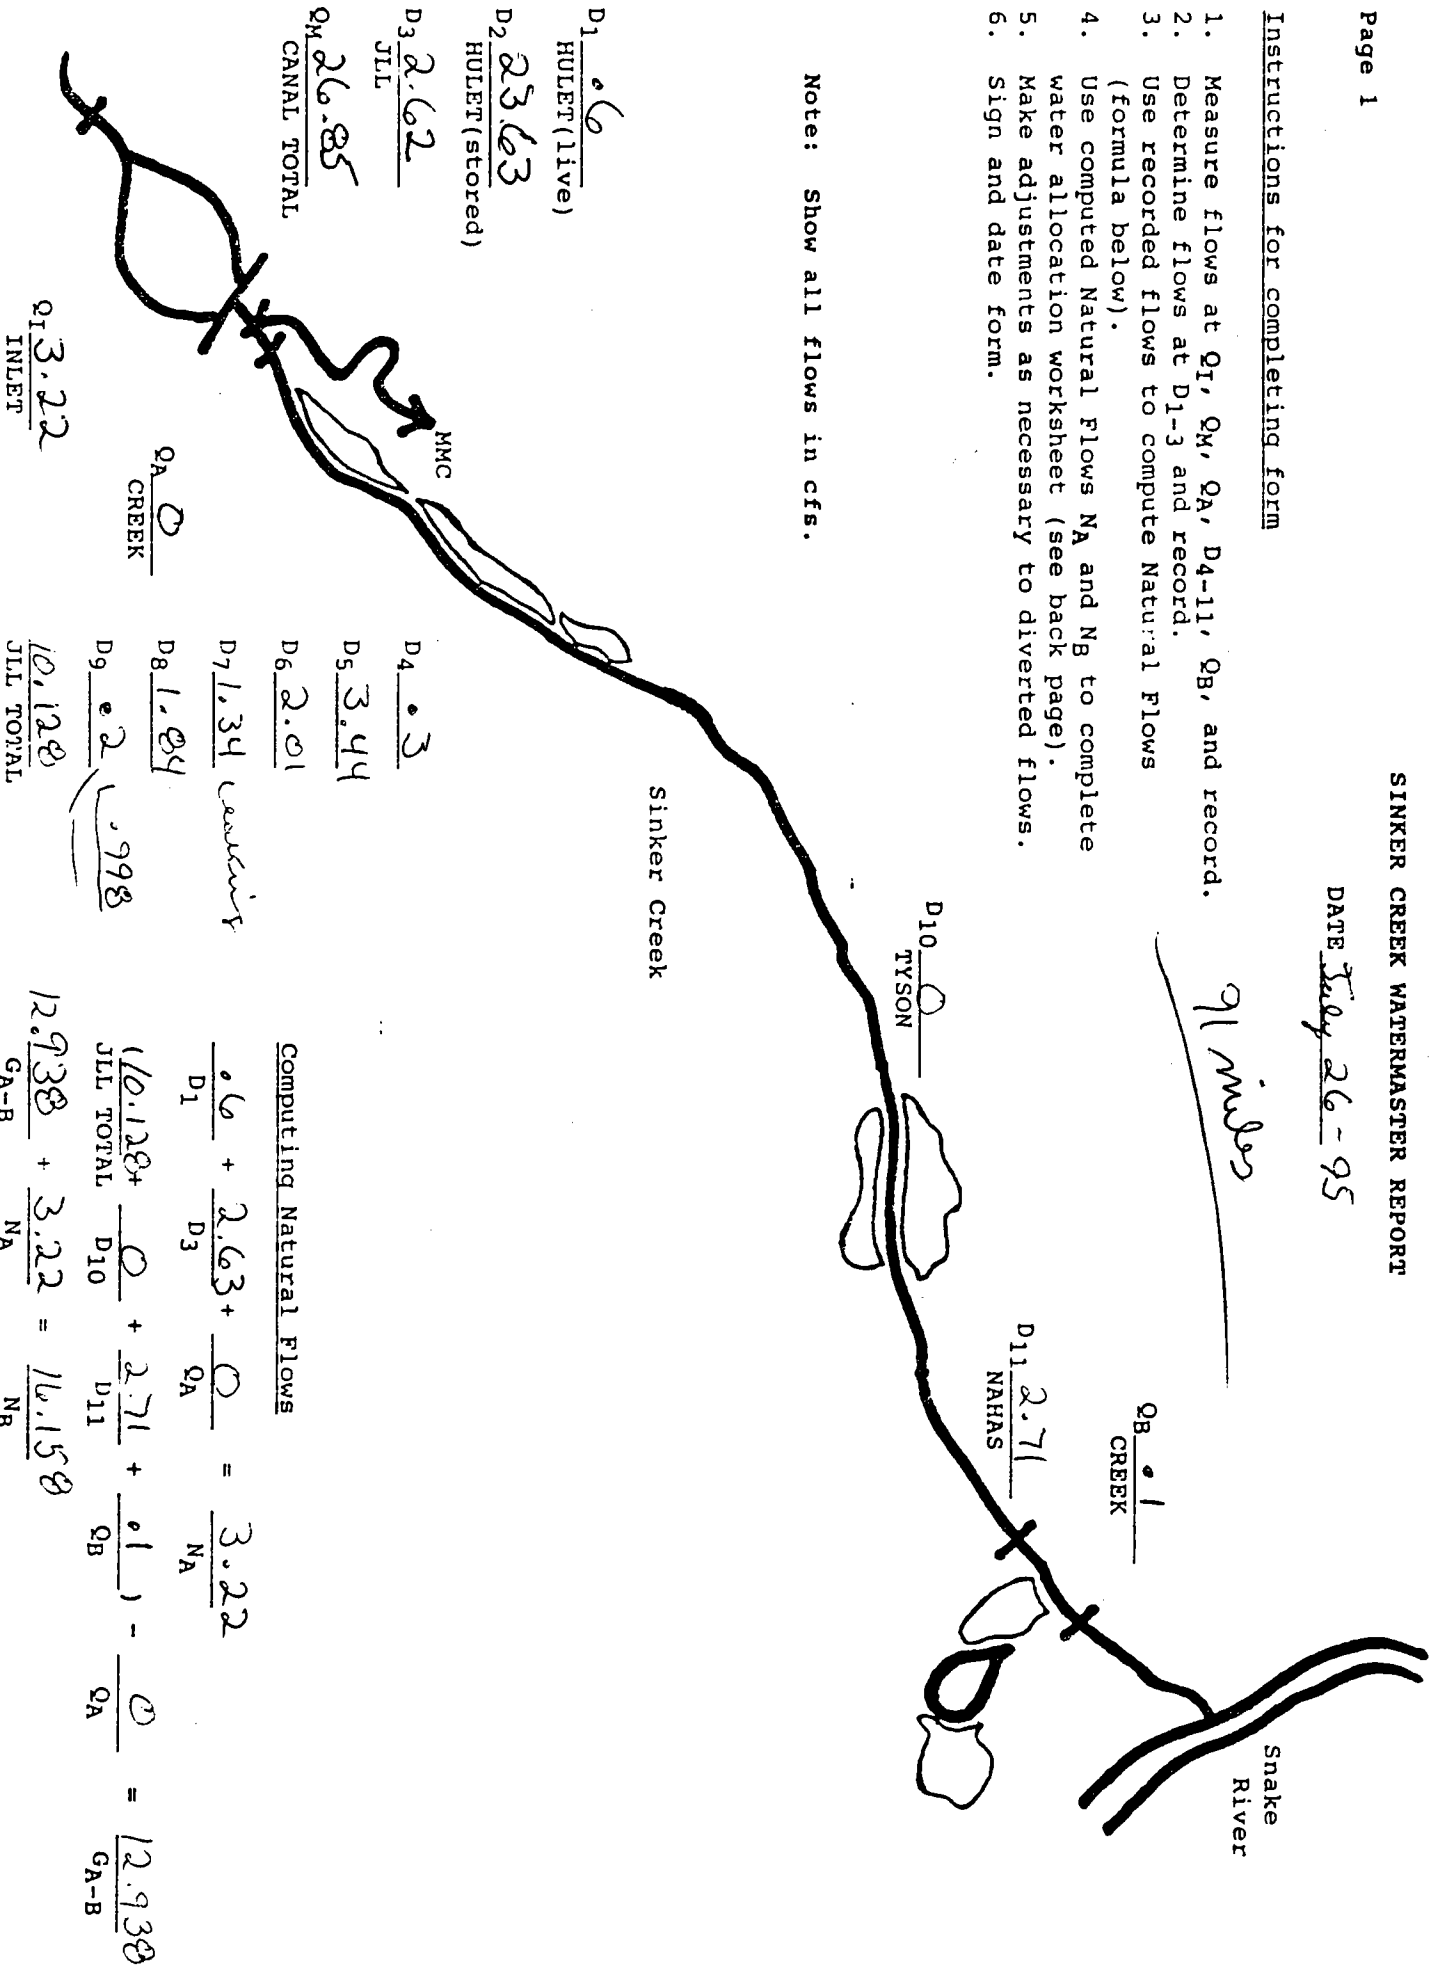 Page 1
SINKER CREEK WATERMASTER REPORT
DATE July 26-95
Instructions for completing form
91 miles
1. Measure flows at QI, QM, QA, D4-11, QB, and record.
2. Determine flows at D1-3 and record.
3. Use recorded flows to compute Natural Flows
(formula below).
4. Use computed Natural Flows NA and NB to complete
water allocation worksheet (see back page).
5. Make adjustments as necessary to diverted flows.
6. Sign and date form.
Note: Show all flows in cfs.
QB .1
CREEK
Snake
River
D11 2.71
NAHAS
D10 0
TYSON
Sinker Creek
D1 .6
HULET(live)
D2 23.63
HULET(stored)
D3 2.62
JLL
QM 26.85
CANAL TOTAL
MMC
QI 3.22
INLET
QA 0
CREEK
D4 .3
D5 3.44
D6 2.01
D7 1.34
D8 1.84
D9 .2 .998
10.128
JLL TOTAL
Computing Natural Flows
.6 + 2.63 + 0 = 3.22
D1 D3 QA NA
(10.128 + 0 + 2.71 + .1 ) - 0 = 12.938
JLL TOTAL D10 D11 QB QA GA-B
12.938 + 3.22 = 16.158
GA-B NA NB